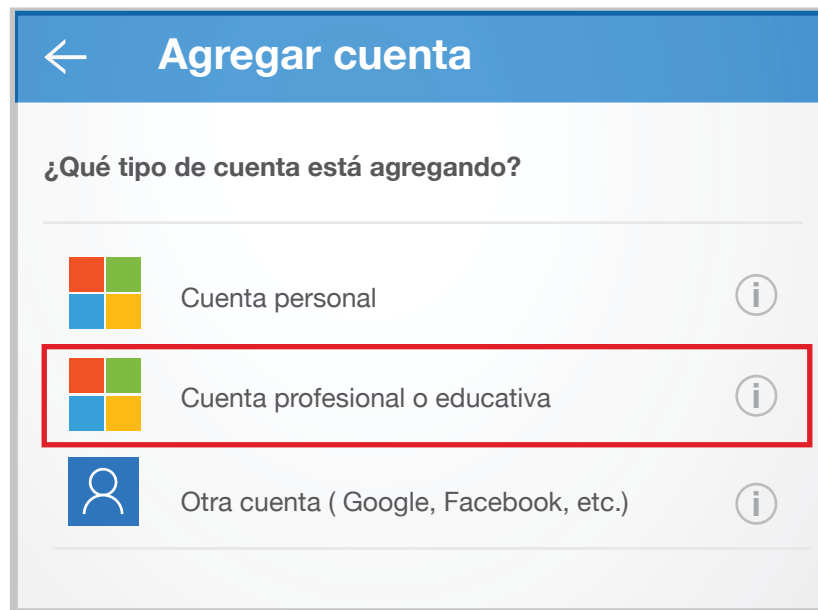 Agregar cuenta
¿Qué tipo de cuenta está agregando?
Cuenta personal
Cuenta profesional o educativa
Otra cuenta ( Google, Facebook, etc.)